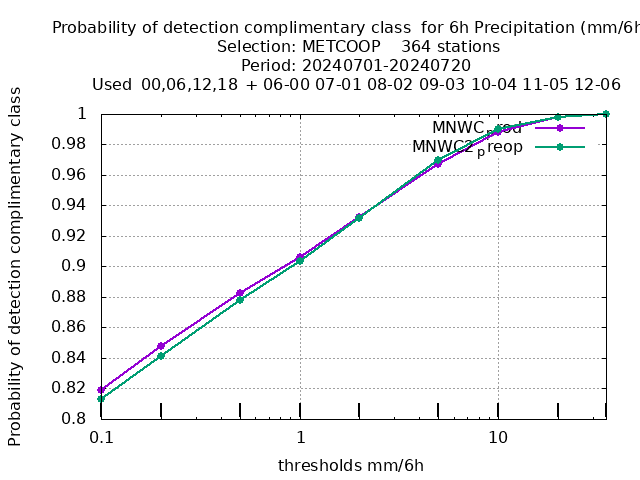 Probability of detection complimentary class  for 6h Precipitation (mm/6h
Selection: METCOOP    364 stations
Period: 20240701-20240720
Used  00,06,12,18  + 06-00 07-01 08-02 09-03  10-04 11-05 12-06
Probability of detection complimentary class
1
0.98
0.96
0.94
0.92
0.9
0.88
0.86
0.84
0.82
0.8
MNWC_prod
MNWC2_preop
0.1
1
10
thresholds mm/6h